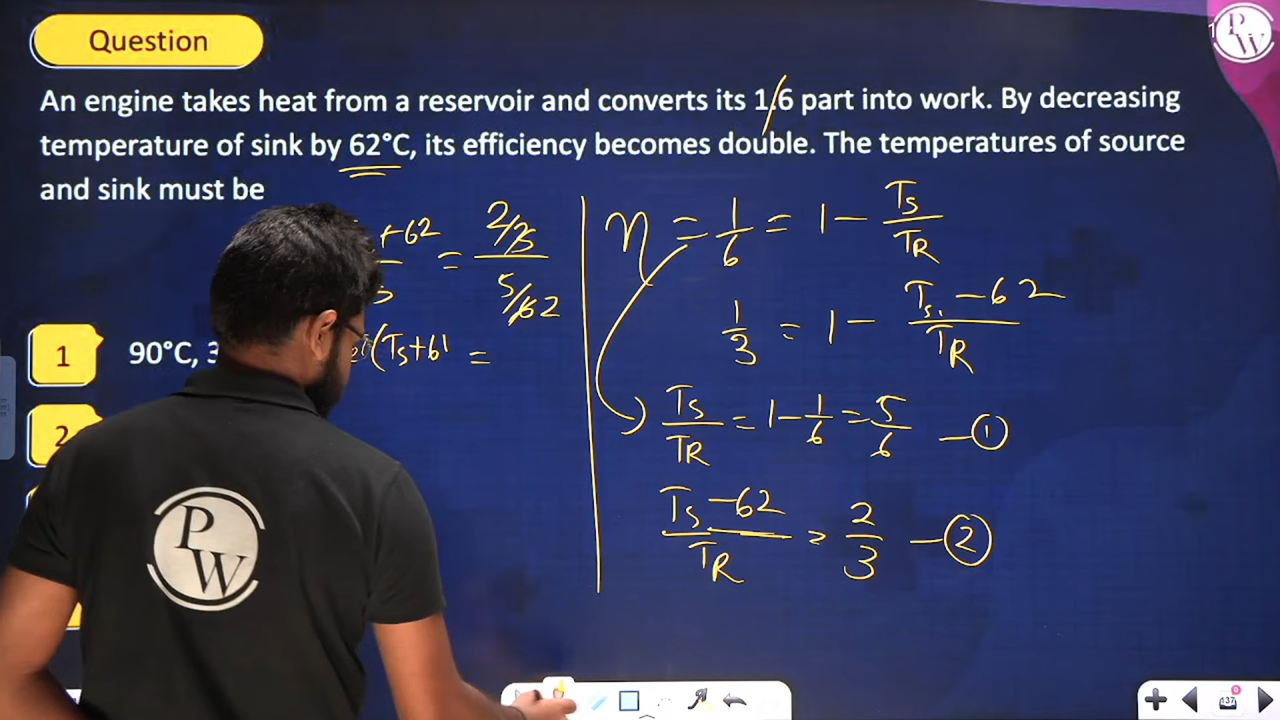 Question
PW
An engine takes heat from a reservoir and converts its 1/6 part into work. By decreasing
temperature of sink by 62°C, its efficiency becomes double. The temperatures of source
and sink must be
+62 = 2/3
5/62
(Ts+61 =
η = 1/6 = 1 - Ts/TR
1/3 = 1 - Ts - 62/TR
Ts/TR = 1 - 1/6 = 5/6 - ①
Ts - 62/TR = 2/3 - ②
1
90°C, 3
2
PW
137